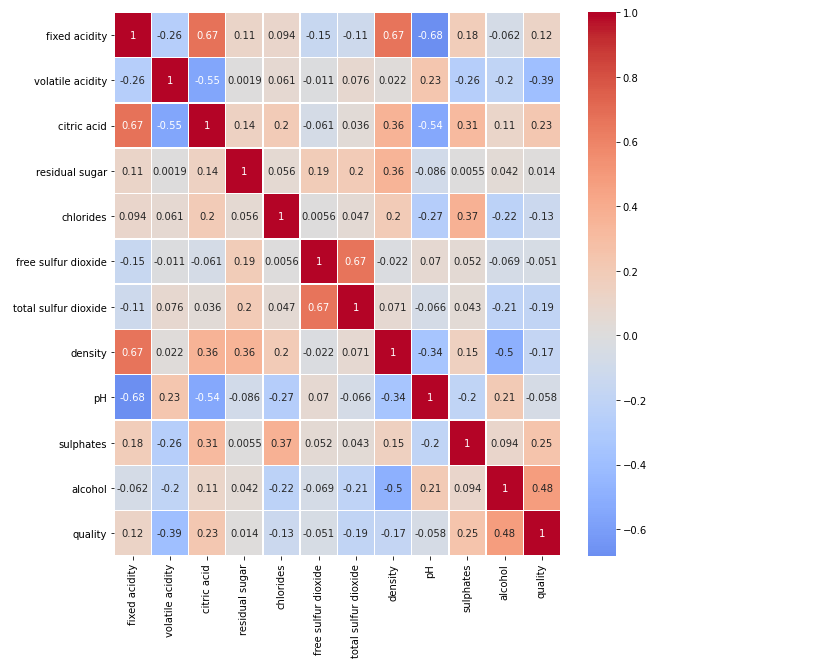 fixed acidity 1 -0.26 0.67 0.11 0.094 -0.15 -0.11 0.67 -0.68 0.18 -0.062 0.12
volatile acidity -0.26 1 -0.55 0.0019 0.061 -0.011 0.076 0.022 0.23 -0.26 -0.2 -0.39
citric acid 0.67 -0.55 1 0.14 0.2 -0.061 0.036 0.36 -0.54 0.31 0.11 0.23
residual sugar 0.11 0.0019 0.14 1 0.056 0.19 0.2 0.36 -0.086 0.0055 0.042 0.014
chlorides 0.094 0.061 0.2 0.056 1 0.0056 0.047 0.2 -0.27 0.37 -0.22 -0.13
free sulfur dioxide -0.15 -0.011 -0.061 0.19 0.0056 1 0.67 -0.022 0.07 0.052 -0.069 -0.051
total sulfur dioxide -0.11 0.076 0.036 0.2 0.047 0.67 1 0.071 -0.066 0.043 -0.21 -0.19
density 0.67 0.022 0.36 0.36 0.2 -0.022 0.071 1 -0.34 0.15 -0.5 -0.17
pH -0.68 0.23 -0.54 -0.086 -0.27 0.07 -0.066 -0.34 1 -0.2 0.21 -0.058
sulphates 0.18 -0.26 0.31 0.0055 0.37 0.052 0.043 0.15 -0.2 1 0.094 0.25
alcohol -0.062 -0.2 0.11 0.042 -0.22 -0.069 -0.21 -0.5 0.21 0.094 1 0.48
quality 0.12 -0.39 0.23 0.014 -0.13 -0.051 -0.19 -0.17 -0.058 0.25 0.48 1
fixed acidity
volatile acidity
citric acid
residual sugar
chlorides
free sulfur dioxide
total sulfur dioxide
density
pH
sulphates
alcohol
quality
1.0
0.8
0.6
0.4
0.2
0.0
−0.2
−0.4
−0.6